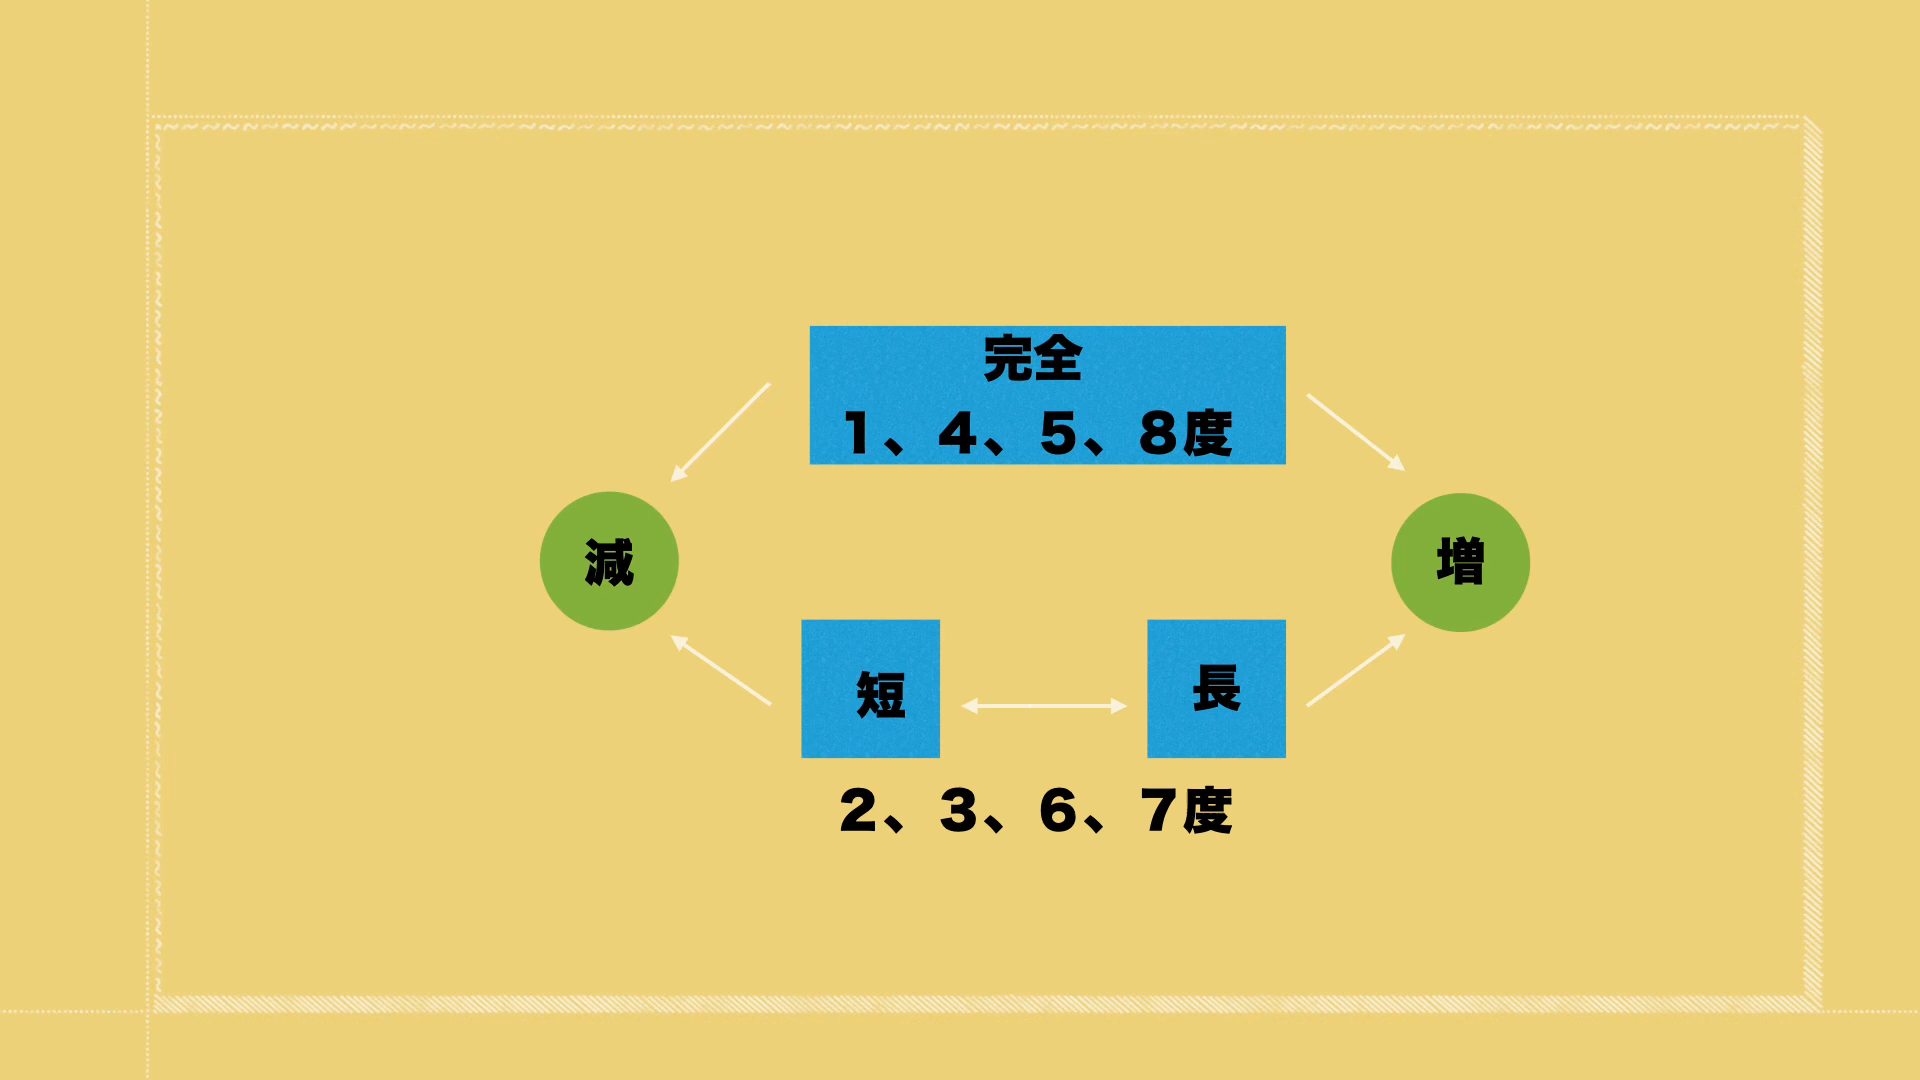 完全
１、４、５、８度
減
増
短
長
２、３、６、７度